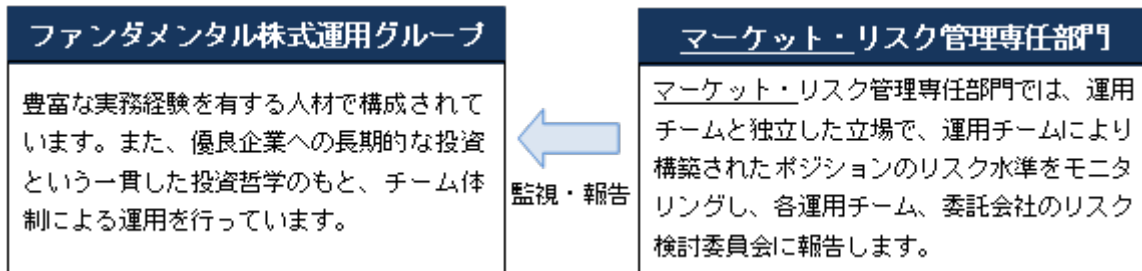 ファンダメンタル株式運用グループ
豊富な実務経験を有する人材で構成されて
います。また、優良企業への長期的な投資
という一貫した投資哲学のもと、チーム体
制による運用を行っています。
監視・報告
マーケット・リスク管理専任部門
マーケット・リスク管理専任部門では、運用
チームと独立した立場で、運用チームにより
構築されたポジションのリスク水準をモニタ
リングし、各運用チーム、委託会社のリスク
検討委員会に報告します。